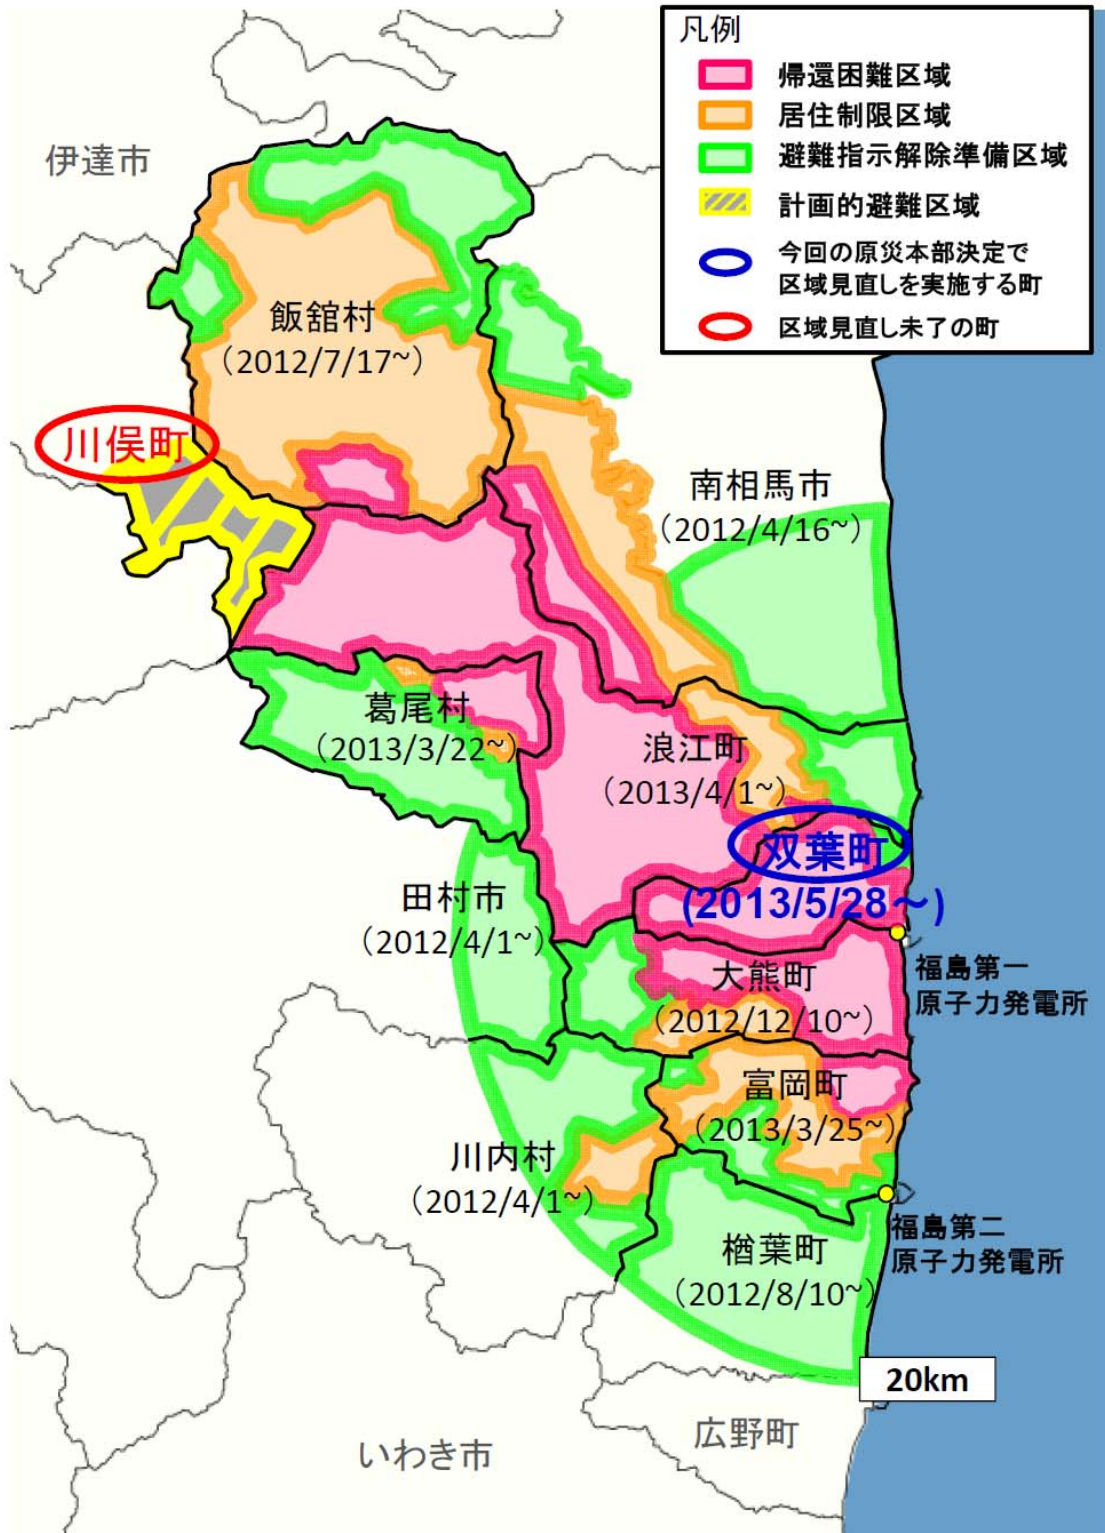 凡例
帰還困難区域
居住制限区域
避難指示解除準備区域
計画的避難区域
今回の原災本部決定で
区域見直しを実施する町
区域見直し未了の町
伊達市
飯舘村
(2012/7/17~)
川俣町
南相馬市
(2012/4/16~)
葛尾村
(2013/3/22~)
浪江町
(2013/4/1~)
双葉町
(2013/5/28~)
田村市
(2012/4/1~)
大熊町
(2012/12/10~)
福島第一
原子力発電所
富岡町
(2013/3/25~)
川内村
(2012/4/1~)
福島第二
原子力発電所
楢葉町
(2012/8/10~)
20km
広野町
いわき市